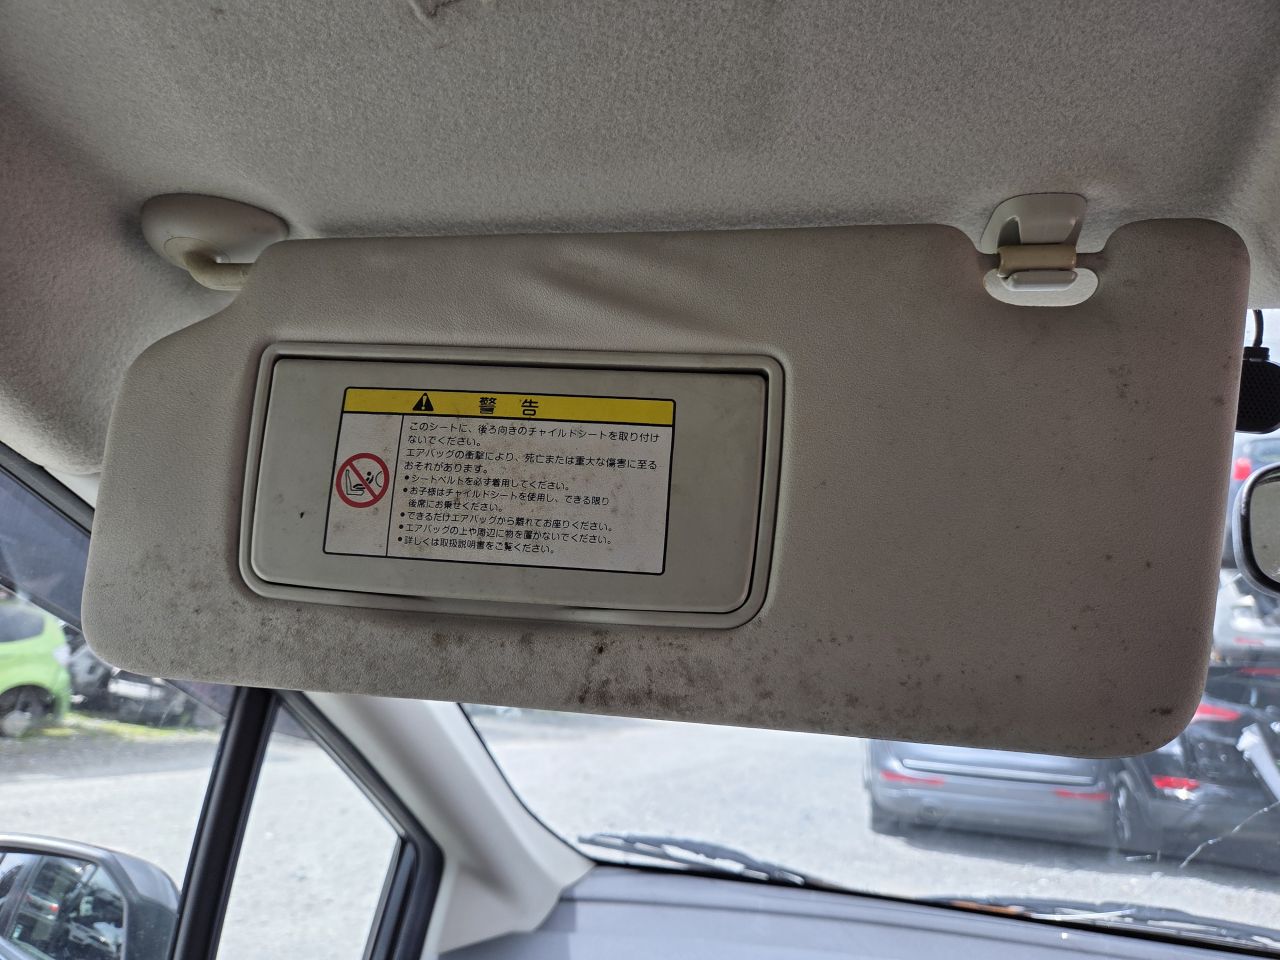 警告
このシートに、後ろ向きのチャイルドシートを取り付け
ないでください。
エアバッグの衝撃により、死亡または重大な傷害に至る
おそれがあります。
•シートベルトを必ず着用してください。
•お子様はチャイルドシートを使用し、できる限り
後席にお乗せください。
•できるだけエアバッグから離れてお座りください。
•エアバッグの上や周辺に物を置かないでください。
•詳しくは取扱説明書をご覧ください。